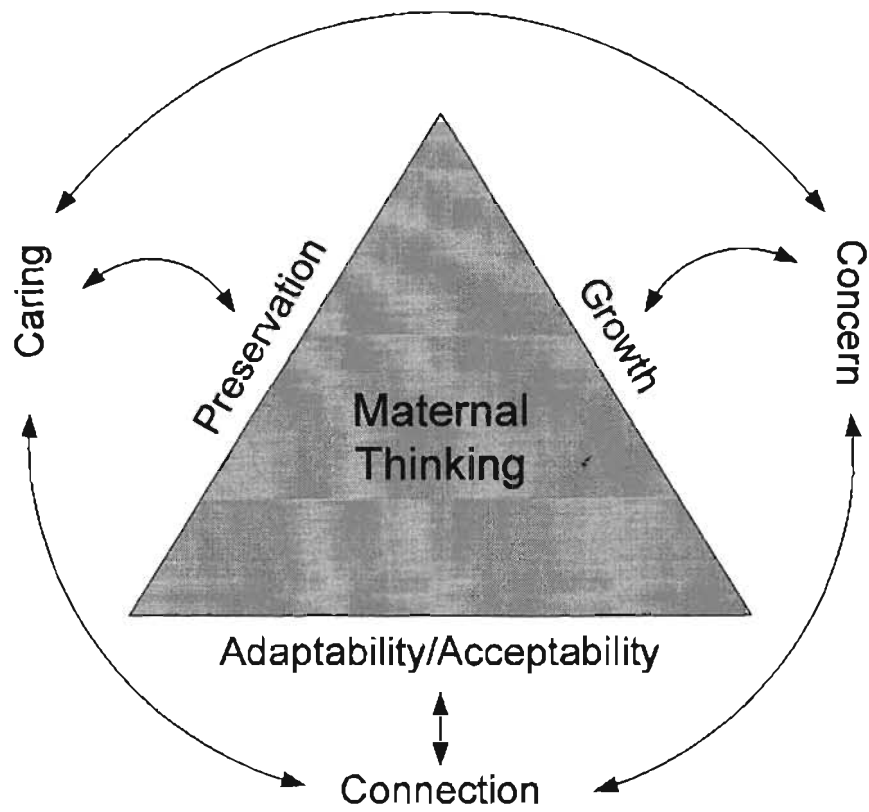 Caring
Preservation
Growth
Concern
Maternal
Thinking
Adaptability/Acceptability
Connection